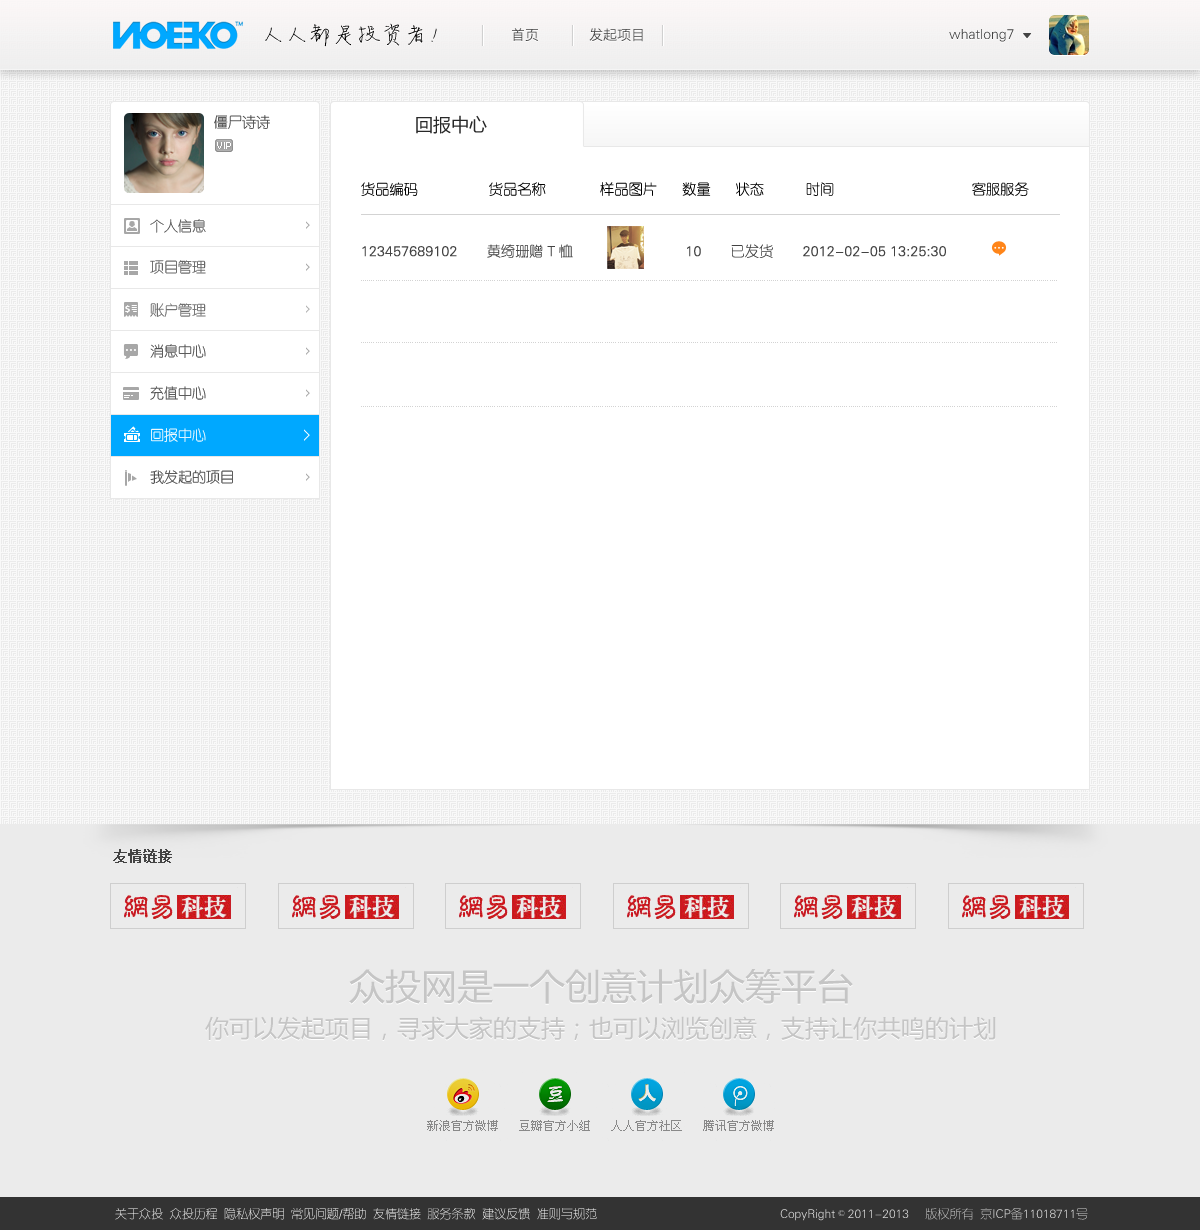 ИOEKO™ 人人都是投资者! 首页 发起项目 whatlong7
僵尸诗诗
VIP
个人信息
项目管理
账户管理
消息中心
充值中心
回报中心
我发起的项目
回报中心
货品编码 货品名称 样品图片 数量 状态 时间 客服服务
123457689102 黄绮珊赠 T 恤 10 已发货 2012-02-05 13:25:30
友情链接
網易科技 網易科技 網易科技 網易科技 網易科技 網易科技
众投网是一个创意计划众筹平台
你可以发起项目，寻求大家的支持；也可以浏览创意，支持让你共鸣的计划
新浪官方微博 豆瓣官方小组 人人官方社区 腾讯官方微博
关于众投 众投历程 隐私权声明 常见问题/帮助 友情链接 服务条款 建议反馈 准则与规范 CopyRight © 2011-2013 版权所有 京ICP备11018711号